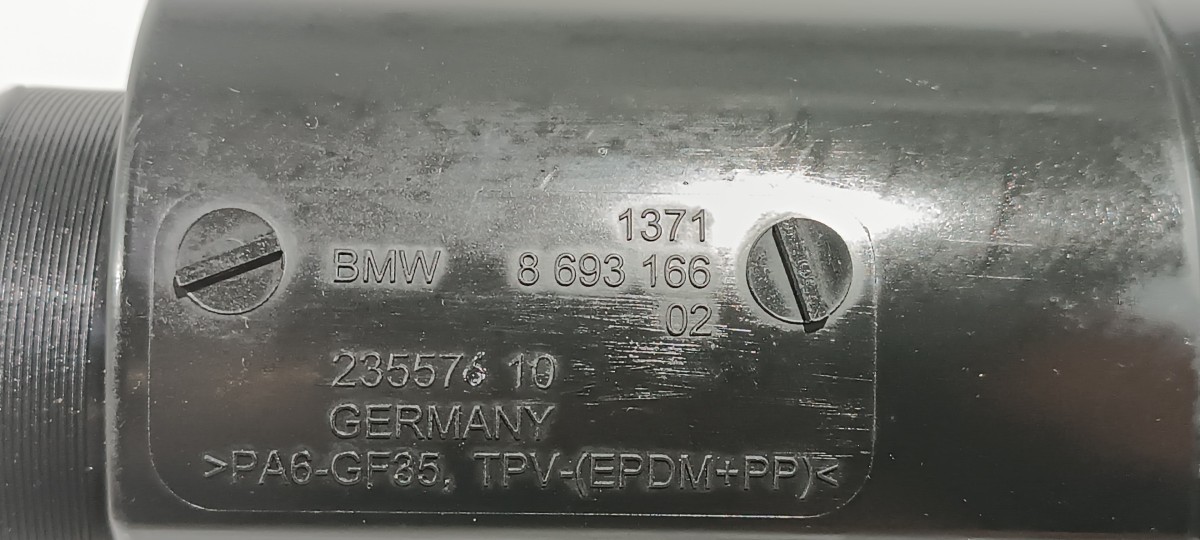 1371
BMW 8 693 166
02
235576 10
GERMANY
>PA6-GF35, TPV-(EPDM+PP)<